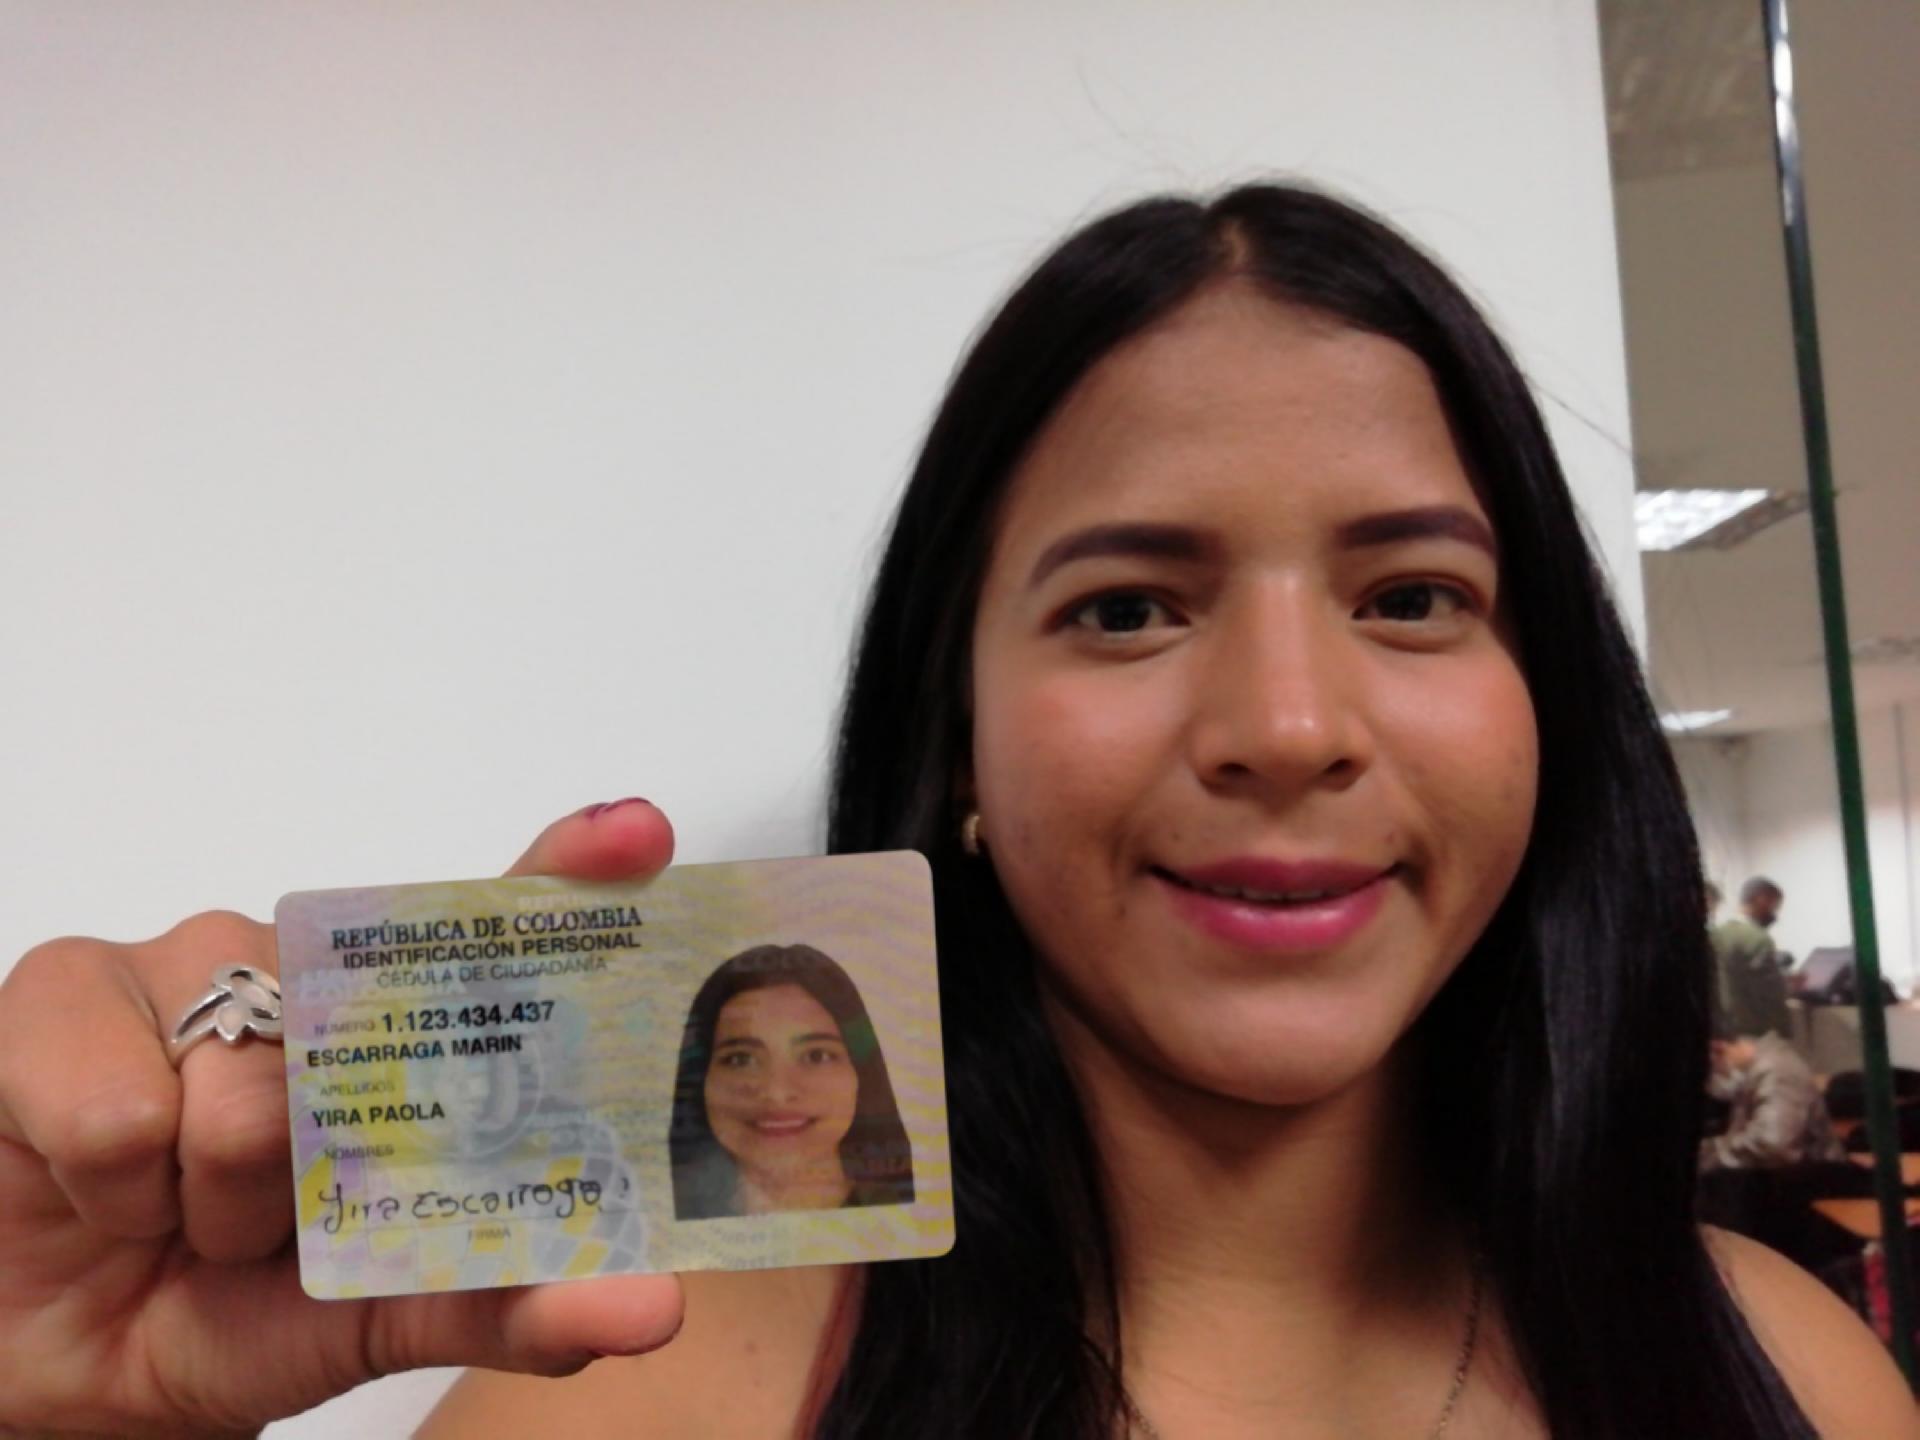 REPÚBLICA DE COLOMBIA
IDENTIFICACIÓN PERSONAL
CÉDULA DE CIUDADANÍA
NUMERO 1.123.434.437
ESCARRAGA MARIN
APELLIDOS
YIRA PAOLA
NOMBRES
Yira Escarraga
FIRMA